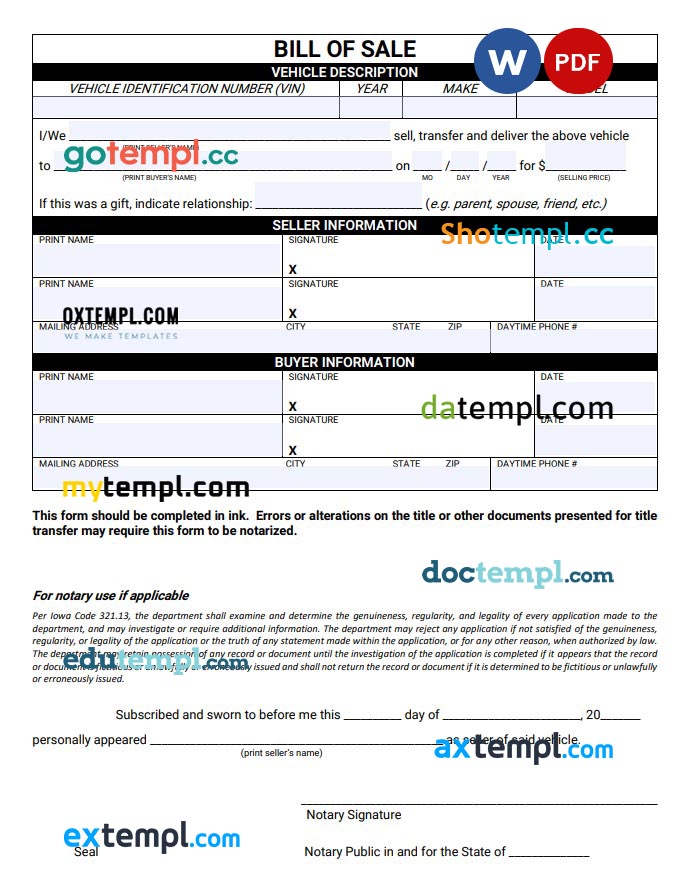 BILL OF SALE
W PDF
VEHICLE DESCRIPTION
VEHICLE IDENTIFICATION NUMBER (VIN) YEAR MAKE
I/We ______ sell, transfer and deliver the above vehicle
(PRINT SELLER'S NAME)
gotempl.cc
to ______ on ____ /____ /____ for $______
(PRINT BUYER'S NAME) MO DAY YEAR (SELLING PRICE)
If this was a gift, indicate relationship: ______ (e.g. parent, spouse, friend, etc.)
SELLER INFORMATION
Shotempl.cc
PRINT NAME SIGNATURE DATE
X
PRINT NAME SIGNATURE DATE
X
OXTEMPL.COM
MAILING ADDRESS CITY STATE ZIP DAYTIME PHONE #
WE MAKE TEMPLATES
BUYER INFORMATION
PRINT NAME SIGNATURE DATE
X
datempl.com
PRINT NAME SIGNATURE DATE
X
MAILING ADDRESS CITY STATE ZIP DAYTIME PHONE #
mytempl.com
This form should be completed in ink. Errors or alterations on the title or other documents presented for title
transfer may require this form to be notarized.
doctempl.com
For notary use if applicable
Per Iowa Code 321.13, the department shall examine and determine the genuineness, regularity, and legality of every application made to the
department, and may investigate or require additional information. The department may reject any application if not satisfied of the genuineness,
regularity, or legality of the application or the truth of any statement made within the application, or for any other reason, when authorized by law.
The department may retain possession of any record or document until the investigation of the application is completed if it appears that the record
or document is fictitious or unlawfully or erroneously issued and shall not return the record or document if it is determined to be fictitious or unlawfully
edutempl.com
or erroneously issued.
Subscribed and sworn to before me this ________ day of ____________________, 20______
personally appeared ______ as seller of said vehicle.
(print seller's name)
axtempl.com
Notary Signature
extempl.com
Seal Notary Public in and for the State of ____________